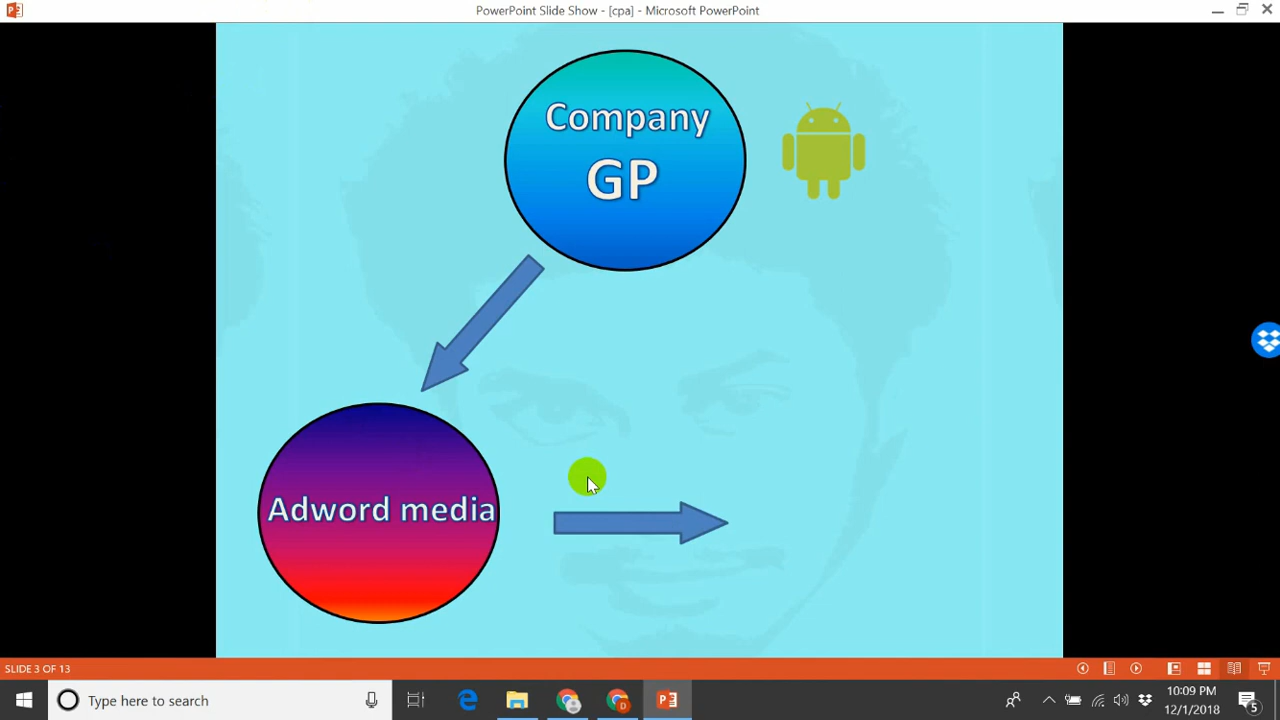 PowerPoint Slide Show - [cpa] - Microsoft PowerPoint
Company
GP
Adword media
SLIDE 3 OF 13
Type here to search
10:09 PM
12/1/2018
5